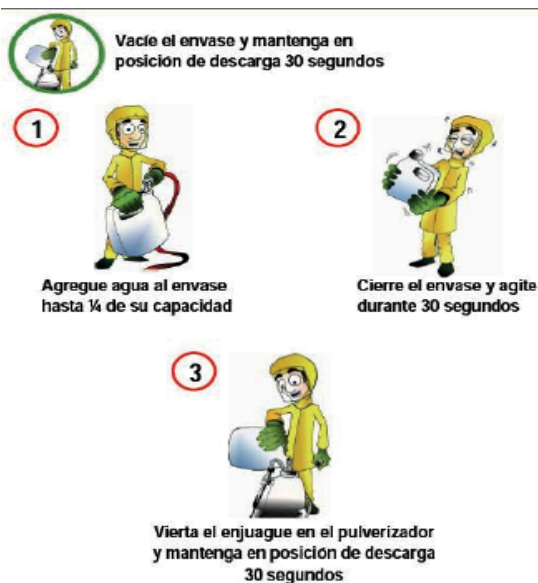 Vacíe el envase y mantenga en
posición de descarga 30 segundos
1
2
Agregue agua al envase
hasta ¼ de su capacidad
Cierre el envase y agite
durante 30 segundos
3
Vierta el enjuague en el pulverizador
y mantenga en posición de descarga
30 segundos